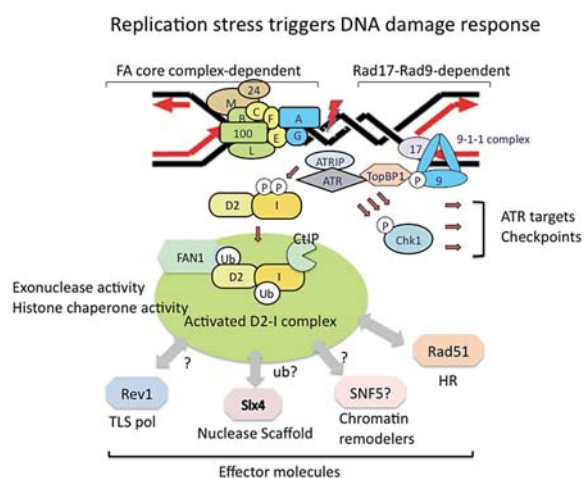 Replication stress triggers DNA damage response
FA core complex-dependent
Rad17-Rad9-dependent
24
M
B
C
F
A
100
E
G
L
17
9-1-1 complex
ATRIP
ATR
TopBP1
P
9
P
P
D2
I
P
Chk1
ATR targets
Checkpoints
CtIP
FAN1
Ub
D2
I
Ub
Exonuclease activity
Histone chaperone activity
Activated D2-I complex
?
ub?
?
Rad51
HR
Rev1
TLS pol
Slx4
Nuclease Scaffold
SNF5?
Chromatin
remodelers
Effector molecules